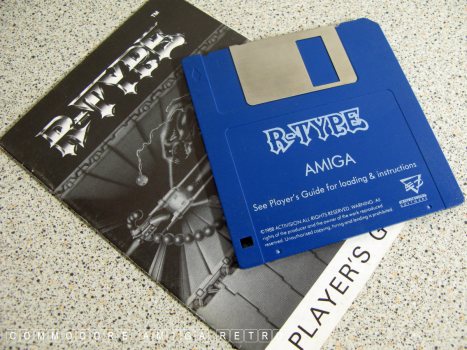 R-TYPE™
R-TYPE
AMIGA
See Player's Guide for loading & instructions
©1988 ACTIVISION ALL RIGHTS RESERVED. WARNING. All
rights of the producer and the owner of the work reproduced
reserved. Unauthorised copying, hiring and lending is prohibited.
PLAYER'S G
COMMODORE AMIGA RETR